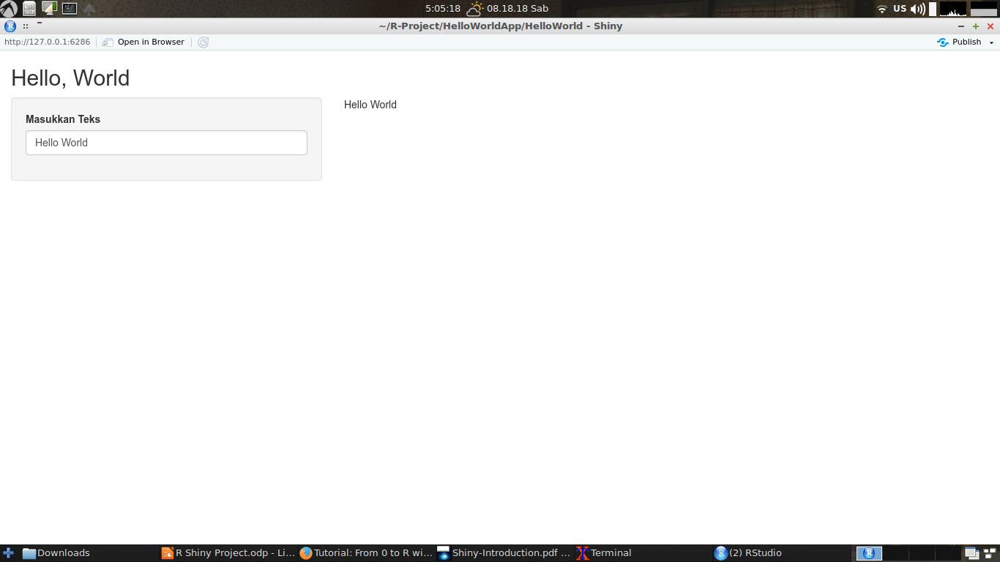 5:05:18 08.18.18 Sab US
~/R-Project/HelloWorldApp/HelloWorld - Shiny
http://127.0.0.1:6286 Open in Browser Publish
Hello, World
Masukkan Teks
Hello World
Hello World
Downloads R Shiny Project.odp - Li... Tutorial: From 0 to R wi... Shiny-Introduction.pdf ... Terminal (2) RStudio